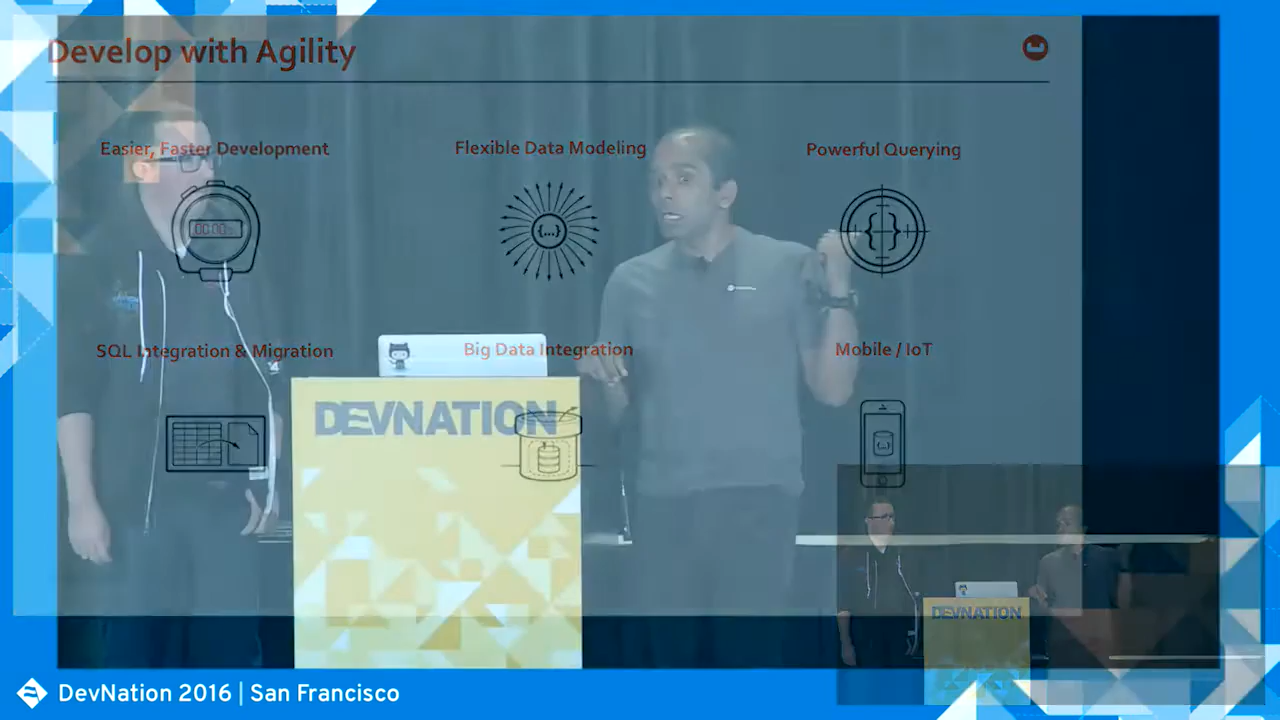 Develop with Agility
Easier, Faster Development
Flexible Data Modeling
Powerful Querying
00:00
{...}
{ }
SQL Integration & Migration
Big Data Integration
Mobile / IoT
DEVNATION
DEVNATION
DevNation 2016 | San Francisco